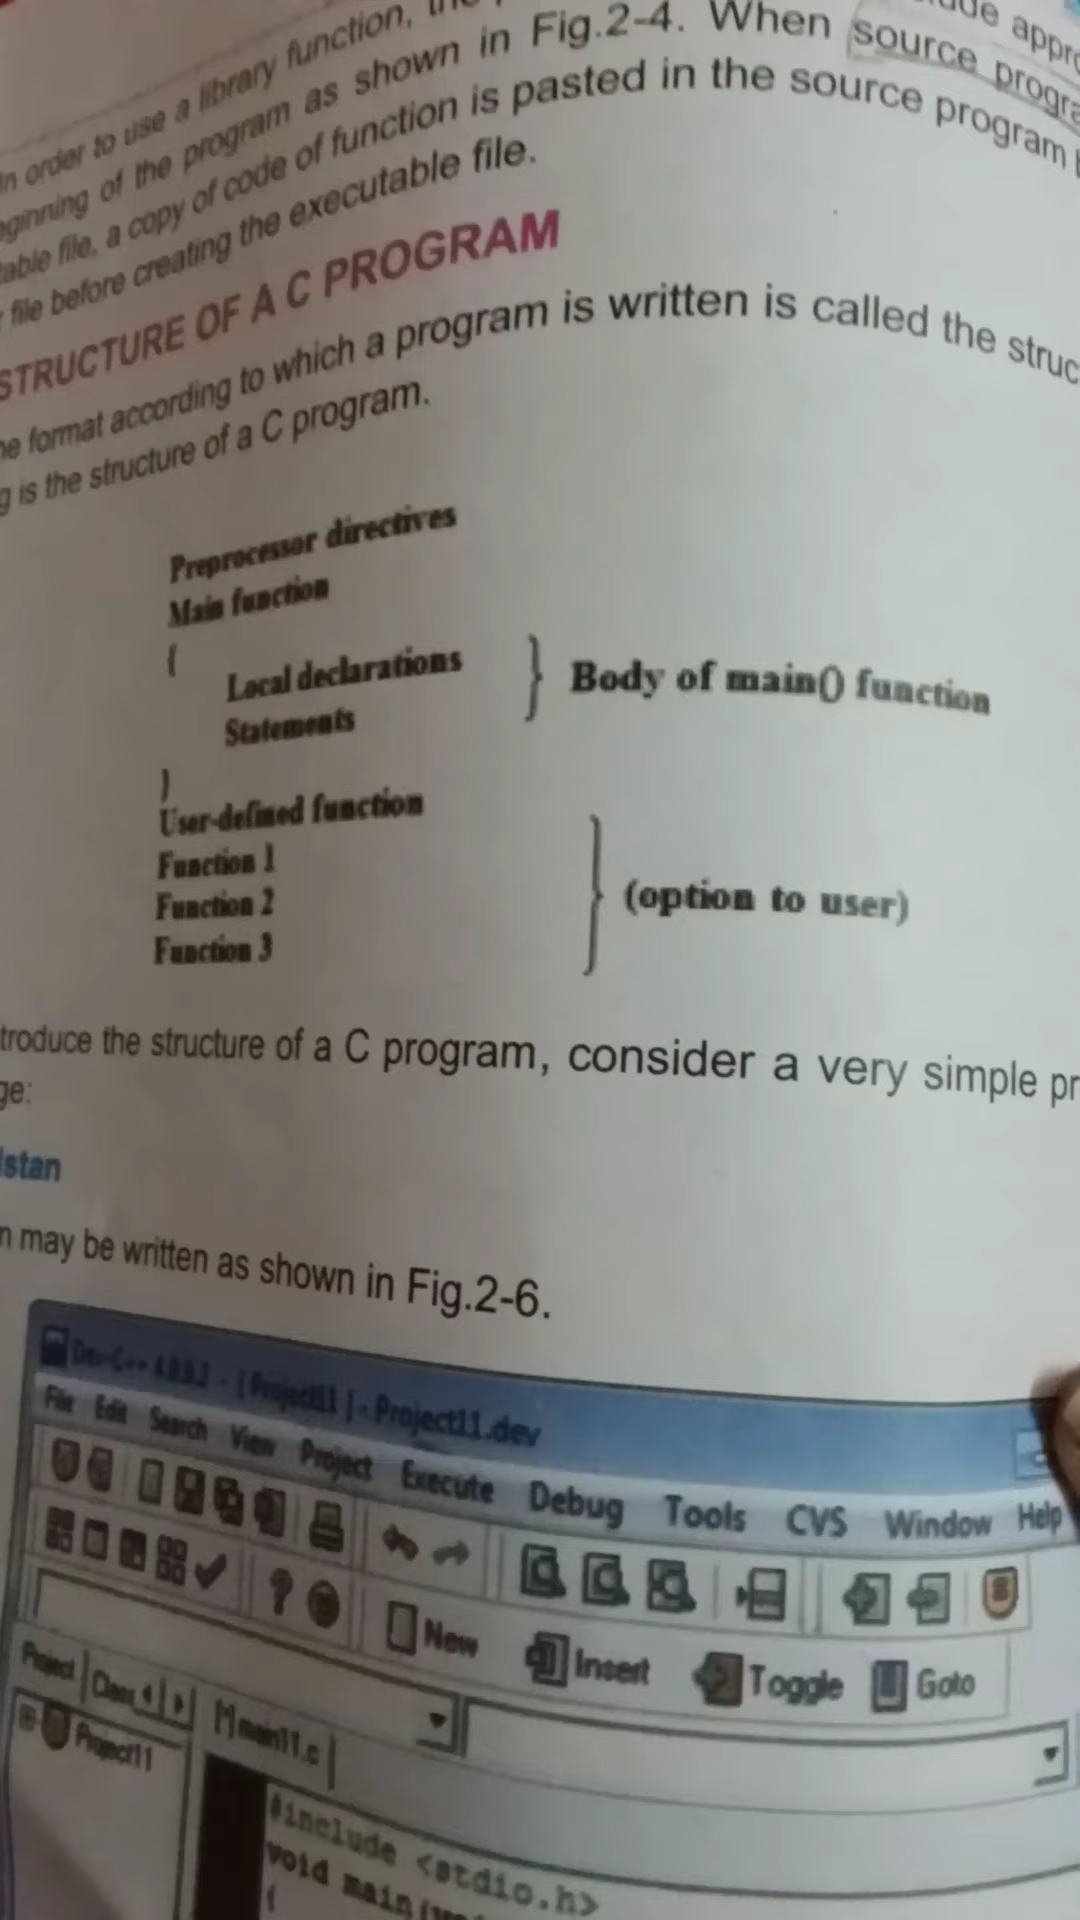 In order to use a library function,
beginning of the program as shown in Fig.2-4. When source
table file, a copy of code of function is pasted in the source program
file before creating the executable file.
STRUCTURE OF A C PROGRAM
format according to which a program is written is called the
is the structure of a C program.
Preprocessor directives
Main function
{
Local declarations
Statements
} Body of main() function
}
User-defined function
Function 1
Function 2
Function 3
} (option to user)
troduce the structure of a C program, consider a very simple
ge:
istan
may be written as shown in Fig.2-6.
[Project11] - Project11.dev
File Edit Search View Project Execute Debug Tools CVS Window Help
New Insert Toggle Goto
Project
Project11
[*] main11.c
#include <stdio.h>
void main
{